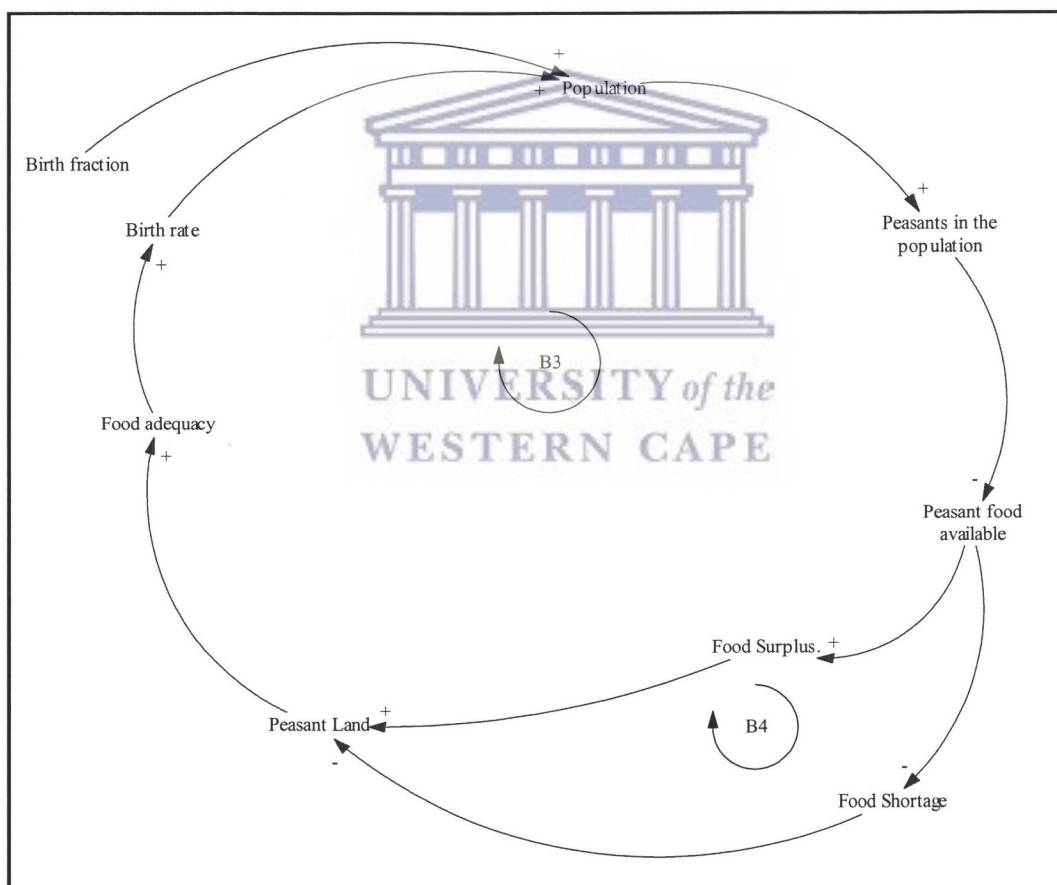 +
+
Population
Birth fraction
Birth rate
+
+
Peasants in the
population
B3
UNIVERSITY of the
WESTERN CAPE
Food adequacy
+
-
Peasant food
available
Food Surplus.
+
Peasant Land
+
-
B4
-
Food Shortage